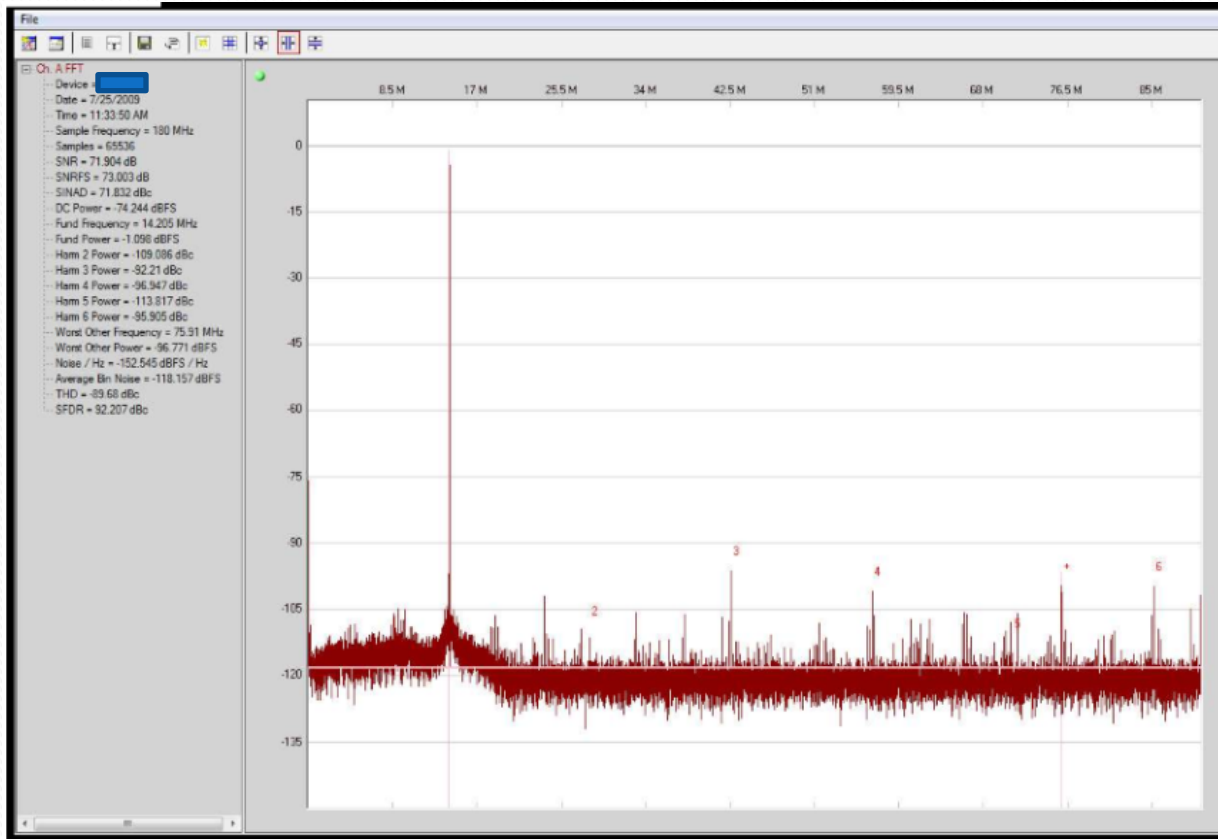 File
Ch. A FFT
Device =
Date = 7/25/2009
Time = 11:33:50 AM
Sample Frequency = 180 MHz
Samples = 65536
SNR = 71.904 dB
SNRFS = 73.003 dB
SINAD = 71.832 dBc
DC Power = -74.244 dBFS
Fund Frequency = 14.205 MHz
Fund Power = -1.098 dBFS
Harm 2 Power = -109.086 dBc
Harm 3 Power = -92.21 dBc
Harm 4 Power = -96.947 dBc
Harm 5 Power = -113.817 dBc
Harm 6 Power = -95.905 dBc
Worst Other Frequency = 75.91 MHz
Worst Other Power = -96.771 dBFS
Noise / Hz = -152.545 dBFS / Hz
Average Bin Noise = -118.157 dBFS
THD = -89.68 dBc
SFDR = 92.207 dBc
8.5 M 17 M 25.5 M 34 M 42.5 M 51 M 59.5 M 68 M 76.5 M 85 M
0
-15
-30
-45
-60
-75
-90
3
4
+
6
-105
2
5
-120
-135